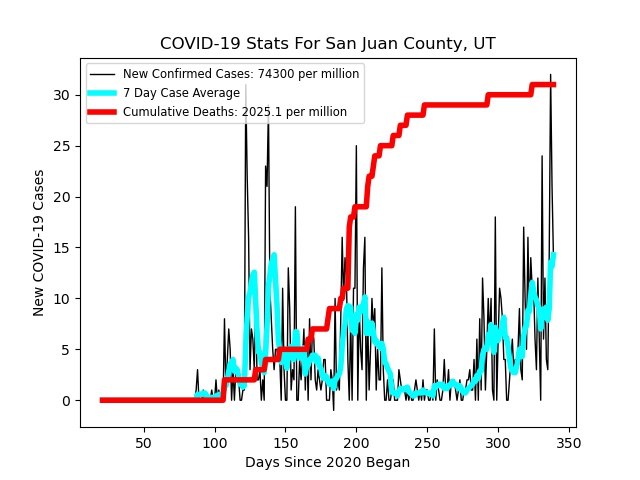 COVID-19 Stats For San Juan County, UT
New Confirmed Cases: 74300 per million
7 Day Case Average
Cumulative Deaths: 2025.1 per million
New COVID-19 Cases
30
25
20
15
10
5
0
50
100
150
200
250
300
350
Days Since 2020 Began